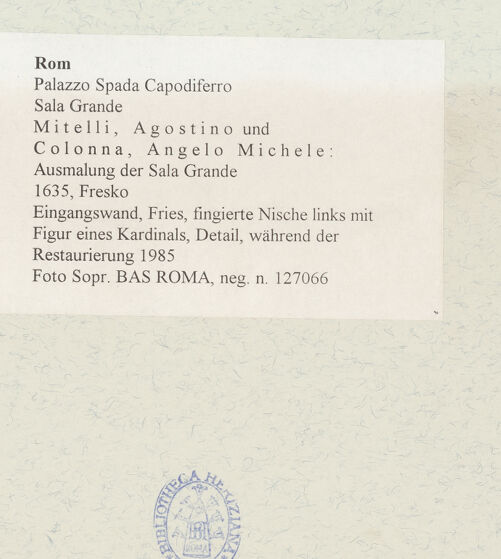 Rom
Palazzo Spada Capodiferro
Sala Grande
Mitelli, Agostino und
Colonna, Angelo Michele:
Ausmalung der Sala Grande
1635, Fresko
Eingangswand, Fries, fingierte Nische links mit
Figur eines Kardinals, Detail, während der
Restaurierung 1985
Foto Sopr. BAS ROMA, neg. n. 127066
BIBLIOTHECA HERTZIANA
ROMA